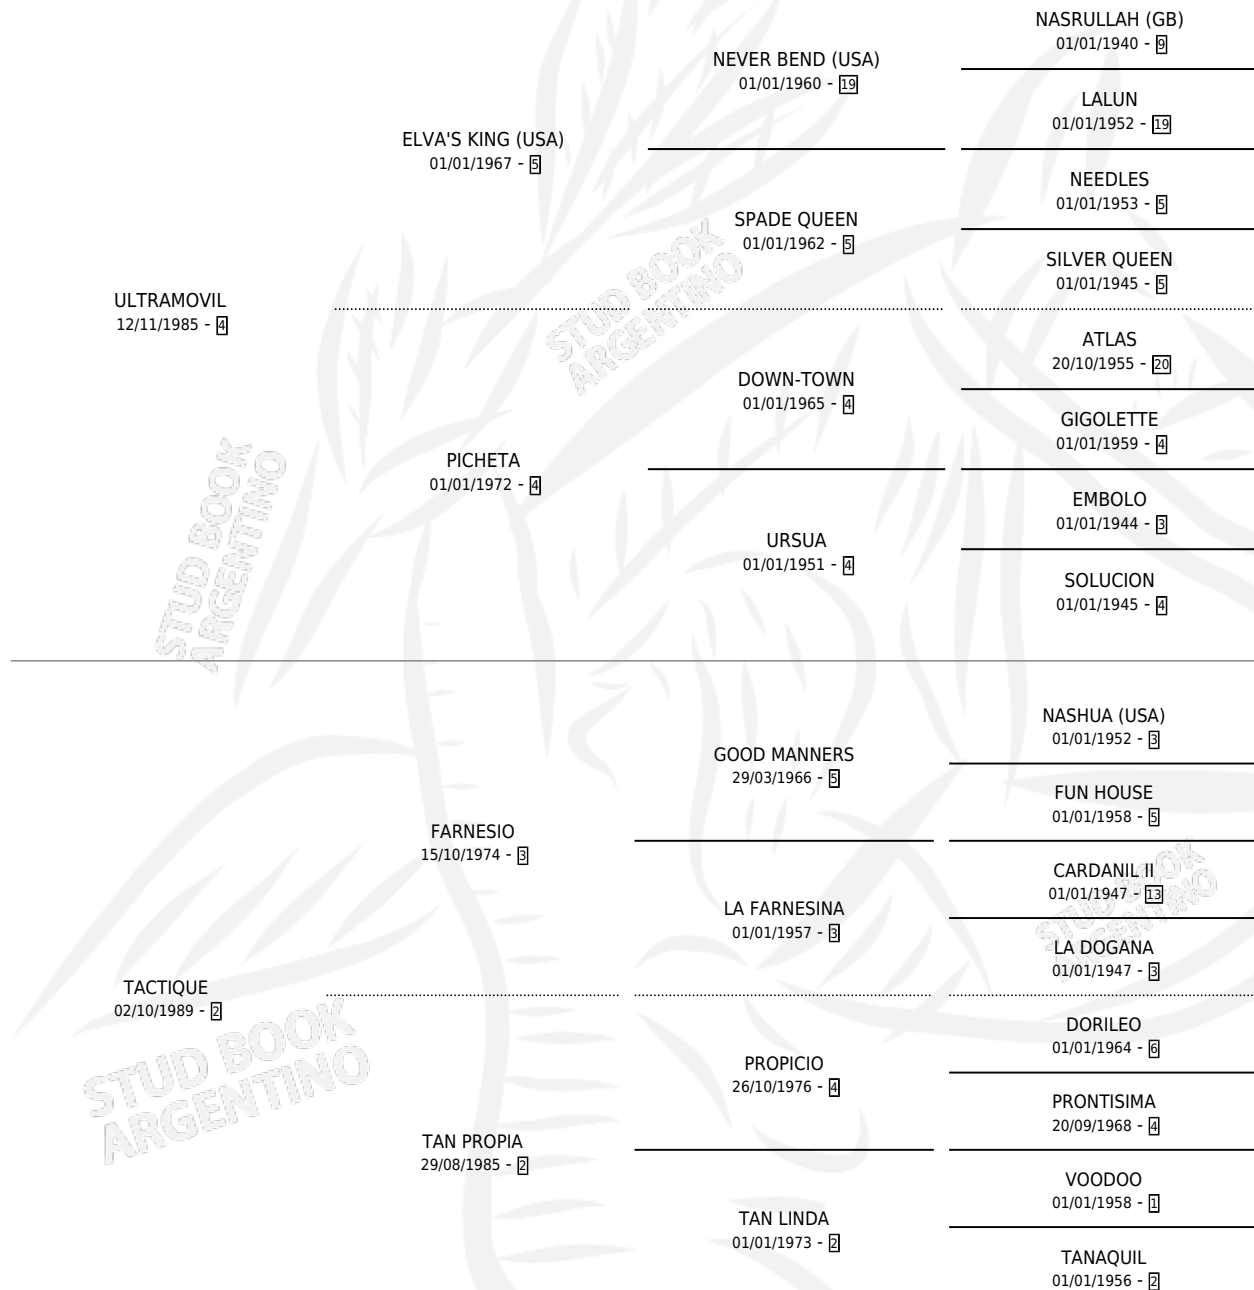 NASRULLAH (GB)
01/01/1940 - 9
NEVER BEND (USA)
01/01/1960 - 19
LALUN
01/01/1952 - 19
ELVA'S KING (USA)
01/01/1967 - 5
NEEDLES
01/01/1953 - 5
SPADE QUEEN
01/01/1962 - 5
SILVER QUEEN
01/01/1945 - 5
ULTRAMOVIL
12/11/1985 - 4
STUD BOOK
ARGENTINO
ATLAS
20/10/1955 - 20
DOWN-TOWN
01/01/1965 - 4
GIGOLETTE
01/01/1959 - 4
PICHETA
01/01/1972 - 4
EMBOLO
01/01/1944 - 3
URSUA
01/01/1951 - 4
SOLUCION
01/01/1945 - 4
STUD BOOK
ARGENTINO
NASHUA (USA)
01/01/1952 - 3
GOOD MANNERS
29/03/1966 - 5
FUN HOUSE
01/01/1958 - 5
FARNESIO
15/10/1974 - 3
CARDANIL II
01/01/1947 - 13
LA FARNESINA
01/01/1957 - 3
STUD BOOK
ARGENTINO
LA DOGANA
01/01/1947 - 3
TACTIQUE
02/10/1989 - 2
STUD BOOK
ARGENTINO
DORILEO
01/01/1964 - 6
PROPICIO
26/10/1976 - 4
PRONTISIMA
20/09/1968 - 4
TAN PROPIA
29/08/1985 - 2
VOODOO
01/01/1958 - 1
TAN LINDA
01/01/1973 - 2
TANAQUIL
01/01/1956 - 2